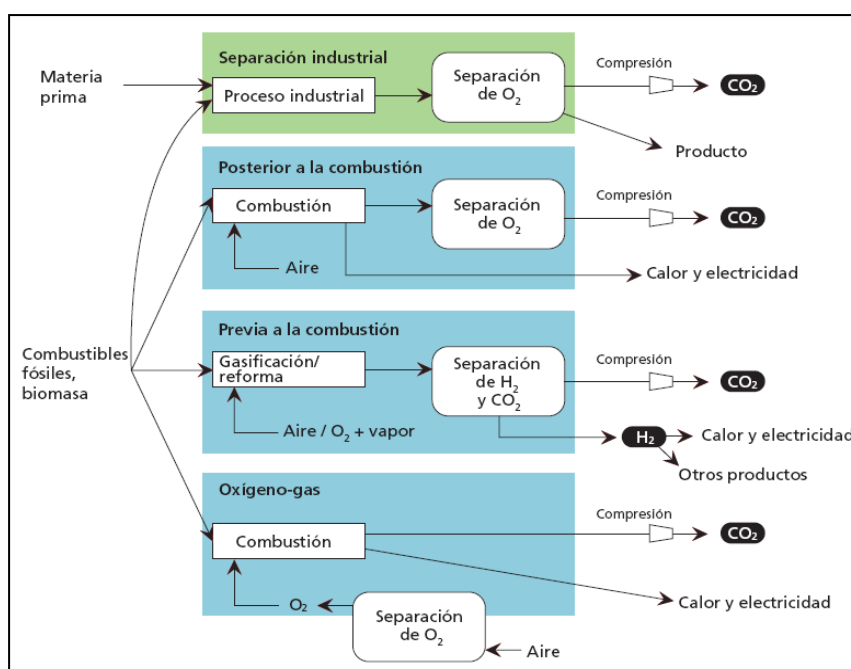 Separación industrial
Materia
prima
Proceso industrial
Separación
de O₂
Compresión
CO₂
Producto
Posterior a la combustión
Combustión
Separación
de O₂
Compresión
CO₂
Aire
Calor y electricidad
Previa a la combustión
Combustibles
fósiles,
biomasa
Gasificación/
reforma
Separación
de H₂
y CO₂
Compresión
CO₂
Aire / O₂ + vapor
H₂
Calor y electricidad
Otros productos
Oxígeno-gas
Combustión
Compresión
CO₂
O₂
Separación
de O₂
Calor y electricidad
Aire